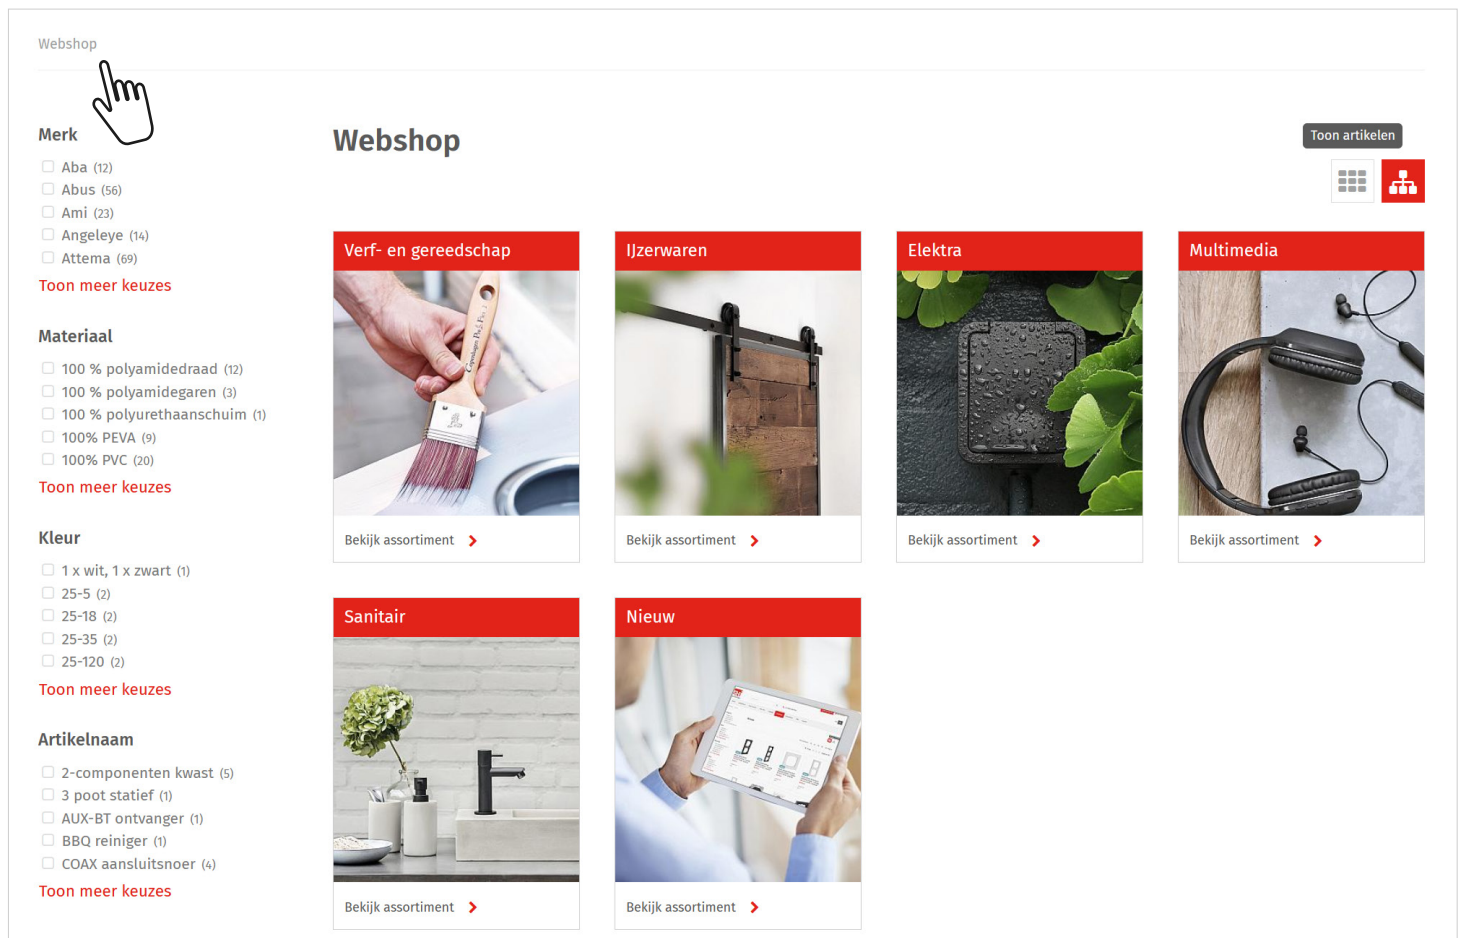 Webshop
Merk
Aba (12)
Abus (56)
Ami (23)
Angeleye (14)
Attema (69)
Toon meer keuzes
Materiaal
100 % polyamidedraad (12)
100 % polyamidegaren (3)
100 % polyurethaanschuim (1)
100% PEVA (9)
100% PVC (20)
Toon meer keuzes
Kleur
1 x wit, 1 x zwart (1)
25-5 (2)
25-18 (2)
25-35 (2)
25-120 (2)
Toon meer keuzes
Artikelnaam
2-componenten kwast (5)
3 poot statief (1)
AUX-BT ontvanger (1)
BBQ reiniger (1)
COAX aansluitsnoer (4)
Toon meer keuzes
Webshop
Toon artikelen
Verf- en gereedschap
Bekijk assortiment
IJzerwaren
Bekijk assortiment
Elektra
Bekijk assortiment
Multimedia
Bekijk assortiment
Sanitair
Bekijk assortiment
Nieuw
Bekijk assortiment